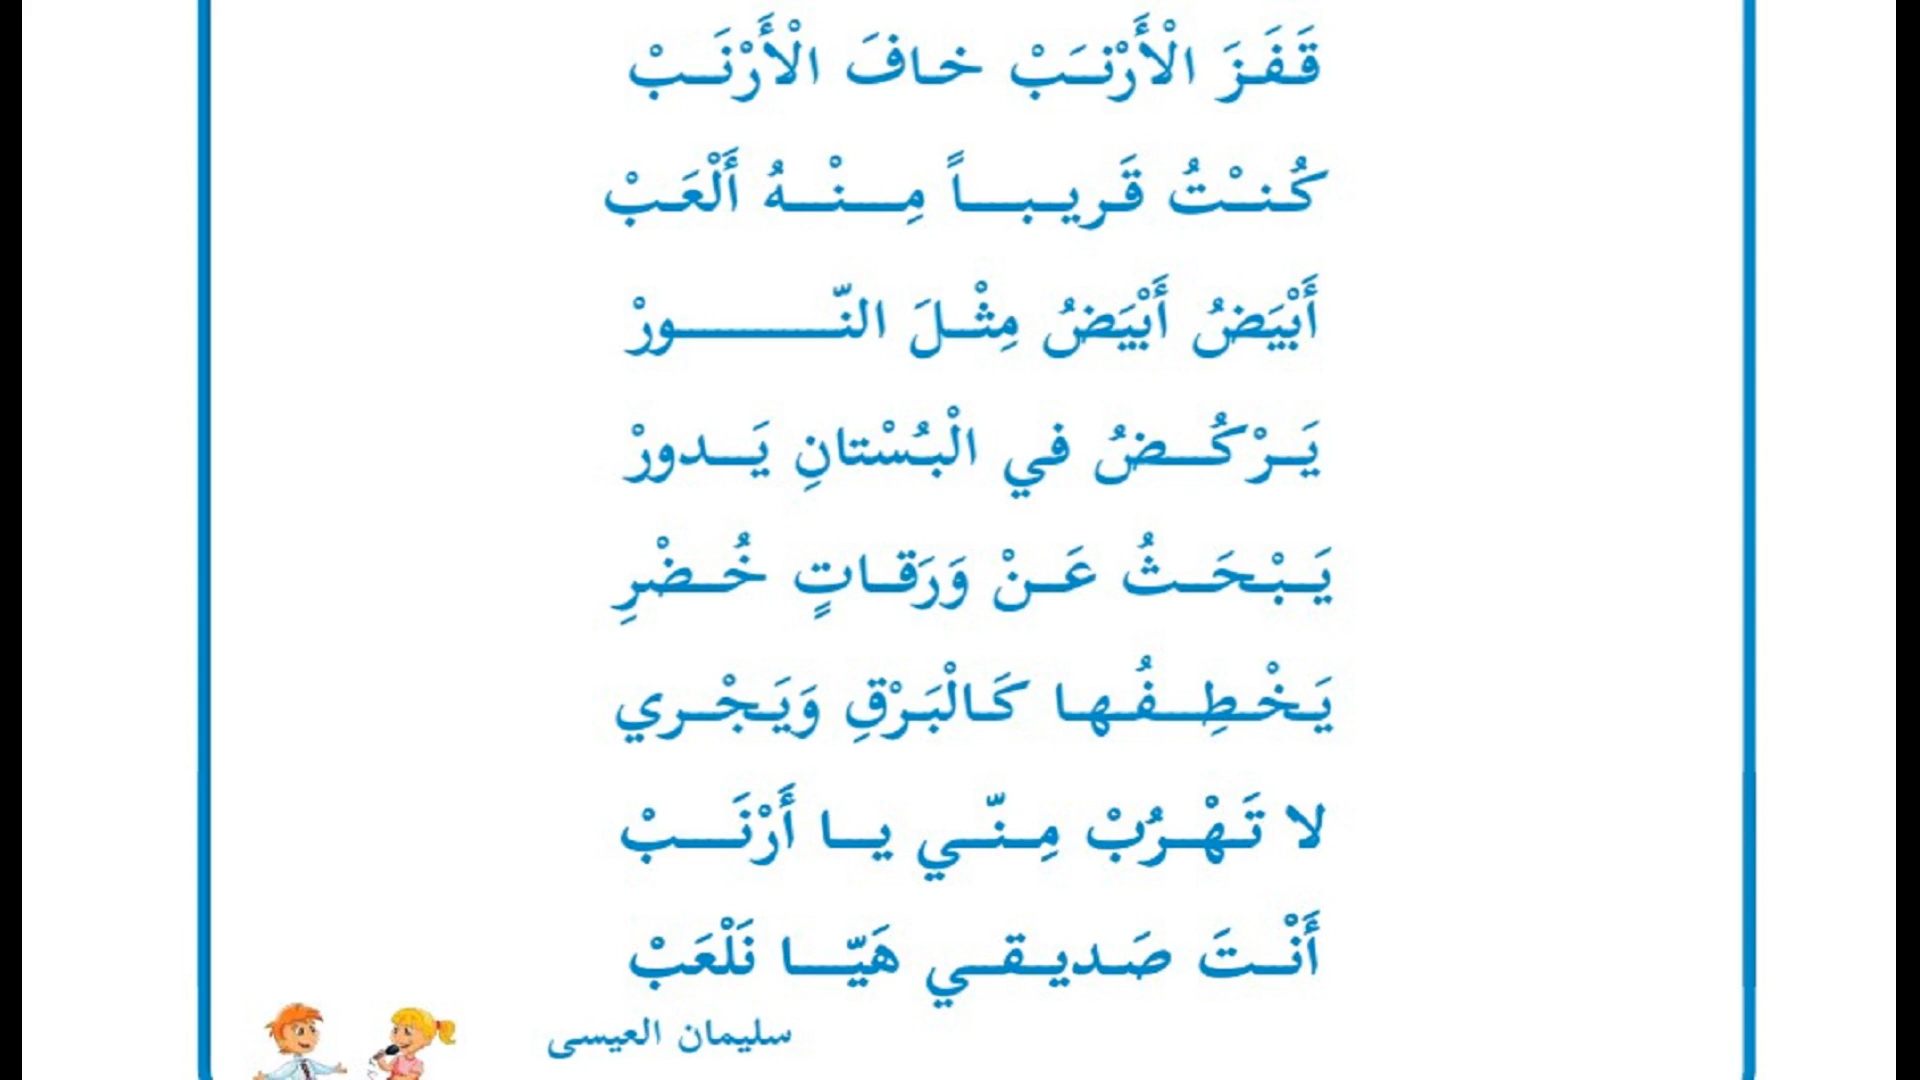 قَفَزَ الْأَرْنَبْ خافَ الْأَرْنَبْ
كُنْتُ قَريباً مِنْهُ أَلْعَبْ
أَبْيَضُ أَبْيَضُ مِثْلَ النّورْ
يَرْكُضُ في الْبُسْتانِ يَدورْ
يَبْحَثُ عَنْ وَرَقاتٍ خُضْرِ
يَخْطِفُها كَالْبَرْقِ وَيَجْري
لا تَهْرُبْ مِنّي يا أَرْنَبْ
أَنْتَ صَديقي هَيّا نَلْعَبْ
سليمان العيسى